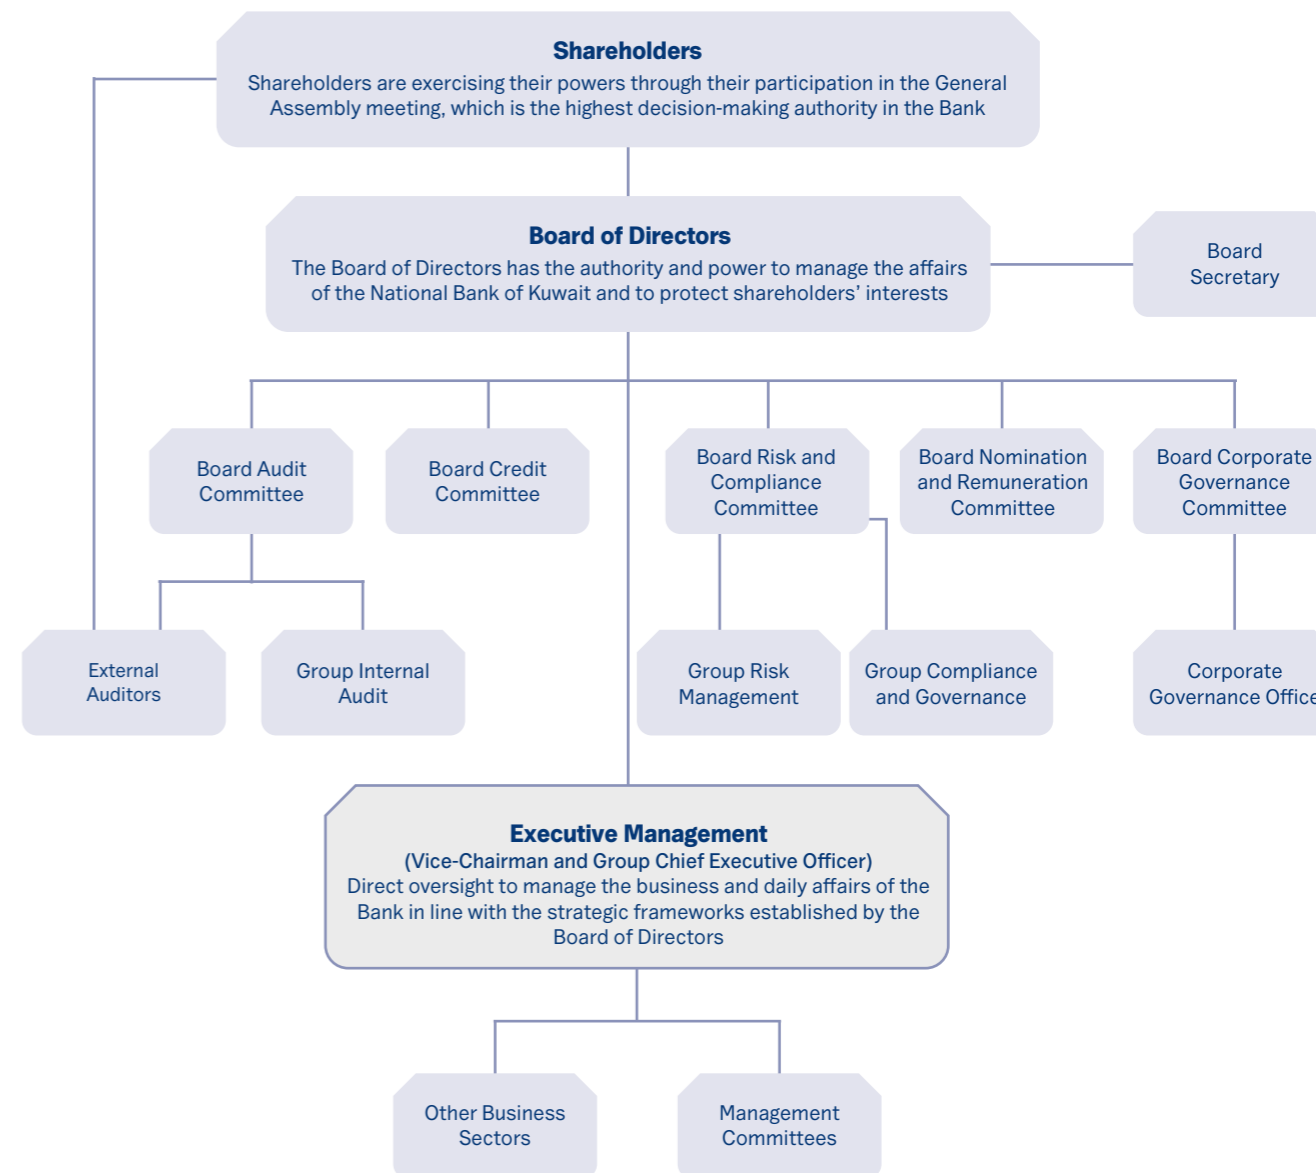 Shareholders
Shareholders are exercising their powers through their participation in the General
Assembly meeting, which is the highest decision-making authority in the Bank
Board of Directors
The Board of Directors has the authority and power to manage the affairs
of the National Bank of Kuwait and to protect shareholders’ interests
Board
Secretary
Board Audit
Committee
Board Credit
Committee
Board Risk and
Compliance
Committee
Board Nomination
and Remuneration
Committee
Board Corporate
Governance
Committee
External
Auditors
Group Internal
Audit
Group Risk
Management
Group Compliance
and Governance
Corporate
Governance Office
Executive Management
(Vice-Chairman and Group Chief Executive Officer)
Direct oversight to manage the business and daily affairs of the
Bank in line with the strategic frameworks established by the
Board of Directors
Other Business
Sectors
Management
Committees